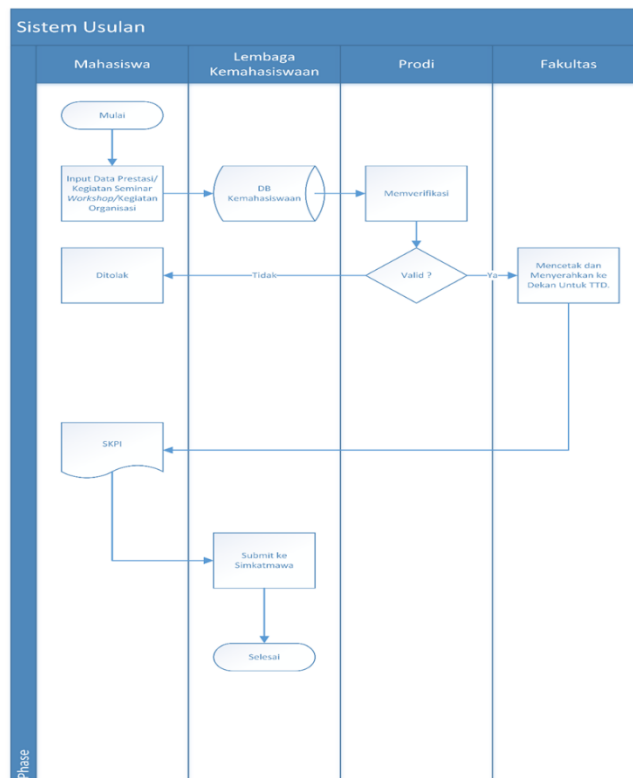 Sistem Usulan
Mahasiswa
Lembaga
Kemahasiswaan
Prodi
Fakultas
Mulai
Input Data Prestasi/
Kegiatan Seminar
Workshop/Kegiatan
Organisasi
DB
Kemahasiswaan
Memverifikasi
Ditolak
Tidak
Valid ?
Ya
Mencetak dan
Menyerahkan ke
Dekan Untuk TTD.
SKPI
Submit ke
Simkatmawa
Selesai
Phase